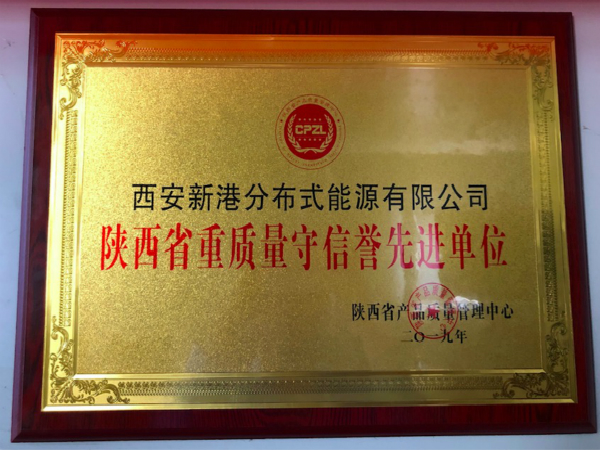 CPZL
西安新港分布式能源有限公司
陕西省重质量守信誉先进单位
陕西省产品质量管理中心
二〇一九年